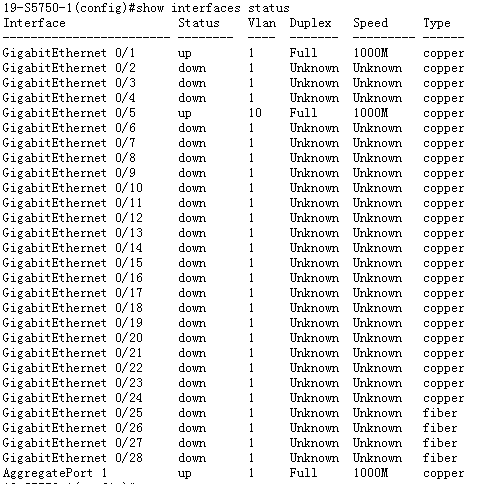 19-S5750-1(config)#show interfaces status
Interface Status Vlan Duplex Speed Type
------------------------ -------- ---- ------- --------- ------
GigabitEthernet 0/1 up 1 Full 1000M copper
GigabitEthernet 0/2 down 1 Unknown Unknown copper
GigabitEthernet 0/3 down 1 Unknown Unknown copper
GigabitEthernet 0/4 down 1 Unknown Unknown copper
GigabitEthernet 0/5 up 10 Full 1000M copper
GigabitEthernet 0/6 down 1 Unknown Unknown copper
GigabitEthernet 0/7 down 1 Unknown Unknown copper
GigabitEthernet 0/8 down 1 Unknown Unknown copper
GigabitEthernet 0/9 down 1 Unknown Unknown copper
GigabitEthernet 0/10 down 1 Unknown Unknown copper
GigabitEthernet 0/11 down 1 Unknown Unknown copper
GigabitEthernet 0/12 down 1 Unknown Unknown copper
GigabitEthernet 0/13 down 1 Unknown Unknown copper
GigabitEthernet 0/14 down 1 Unknown Unknown copper
GigabitEthernet 0/15 down 1 Unknown Unknown copper
GigabitEthernet 0/16 down 1 Unknown Unknown copper
GigabitEthernet 0/17 down 1 Unknown Unknown copper
GigabitEthernet 0/18 down 1 Unknown Unknown copper
GigabitEthernet 0/19 down 1 Unknown Unknown copper
GigabitEthernet 0/20 down 1 Unknown Unknown copper
GigabitEthernet 0/21 down 1 Unknown Unknown copper
GigabitEthernet 0/22 down 1 Unknown Unknown copper
GigabitEthernet 0/23 down 1 Unknown Unknown copper
GigabitEthernet 0/24 down 1 Unknown Unknown copper
GigabitEthernet 0/25 down 1 Unknown Unknown fiber
GigabitEthernet 0/26 down 1 Unknown Unknown fiber
GigabitEthernet 0/27 down 1 Unknown Unknown fiber
GigabitEthernet 0/28 down 1 Unknown Unknown fiber
AggregatePort 1 up 1 Full 1000M copper